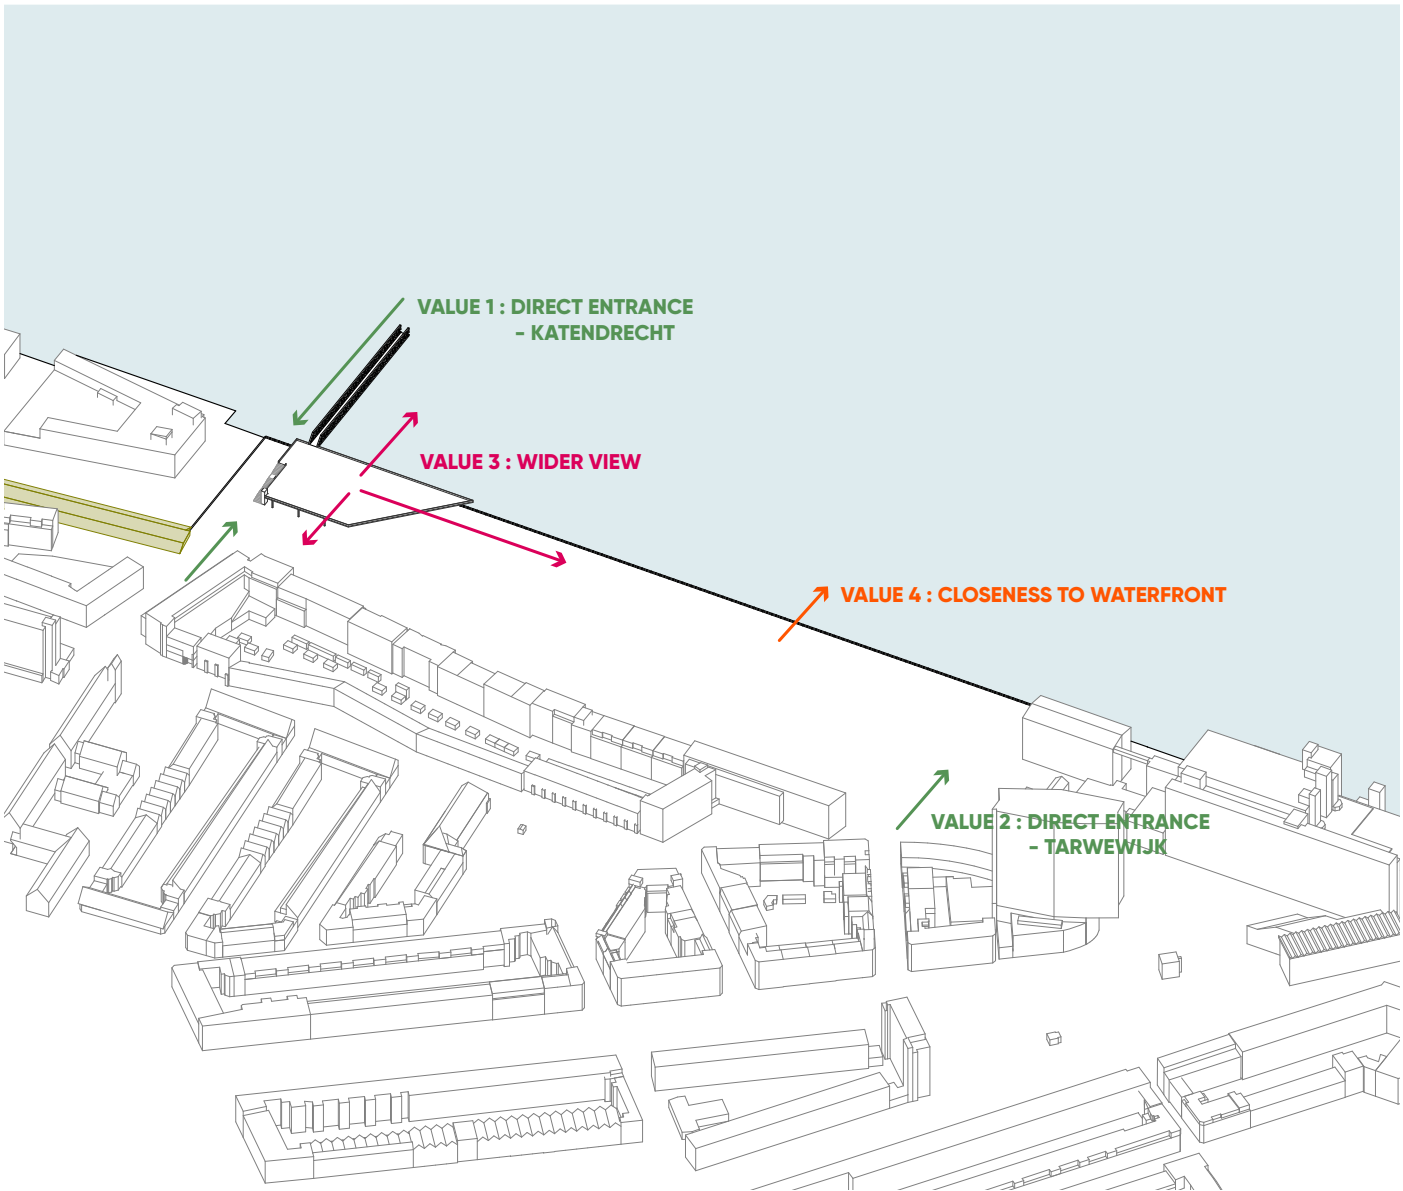 VALUE 1 : DIRECT ENTRANCE
- KATENDRECHT
VALUE 3 : WIDER VIEW
VALUE 4 : CLOSENESS TO WATERFRONT
VALUE 2 : DIRECT ENTRANCE
- TARWEWIJK